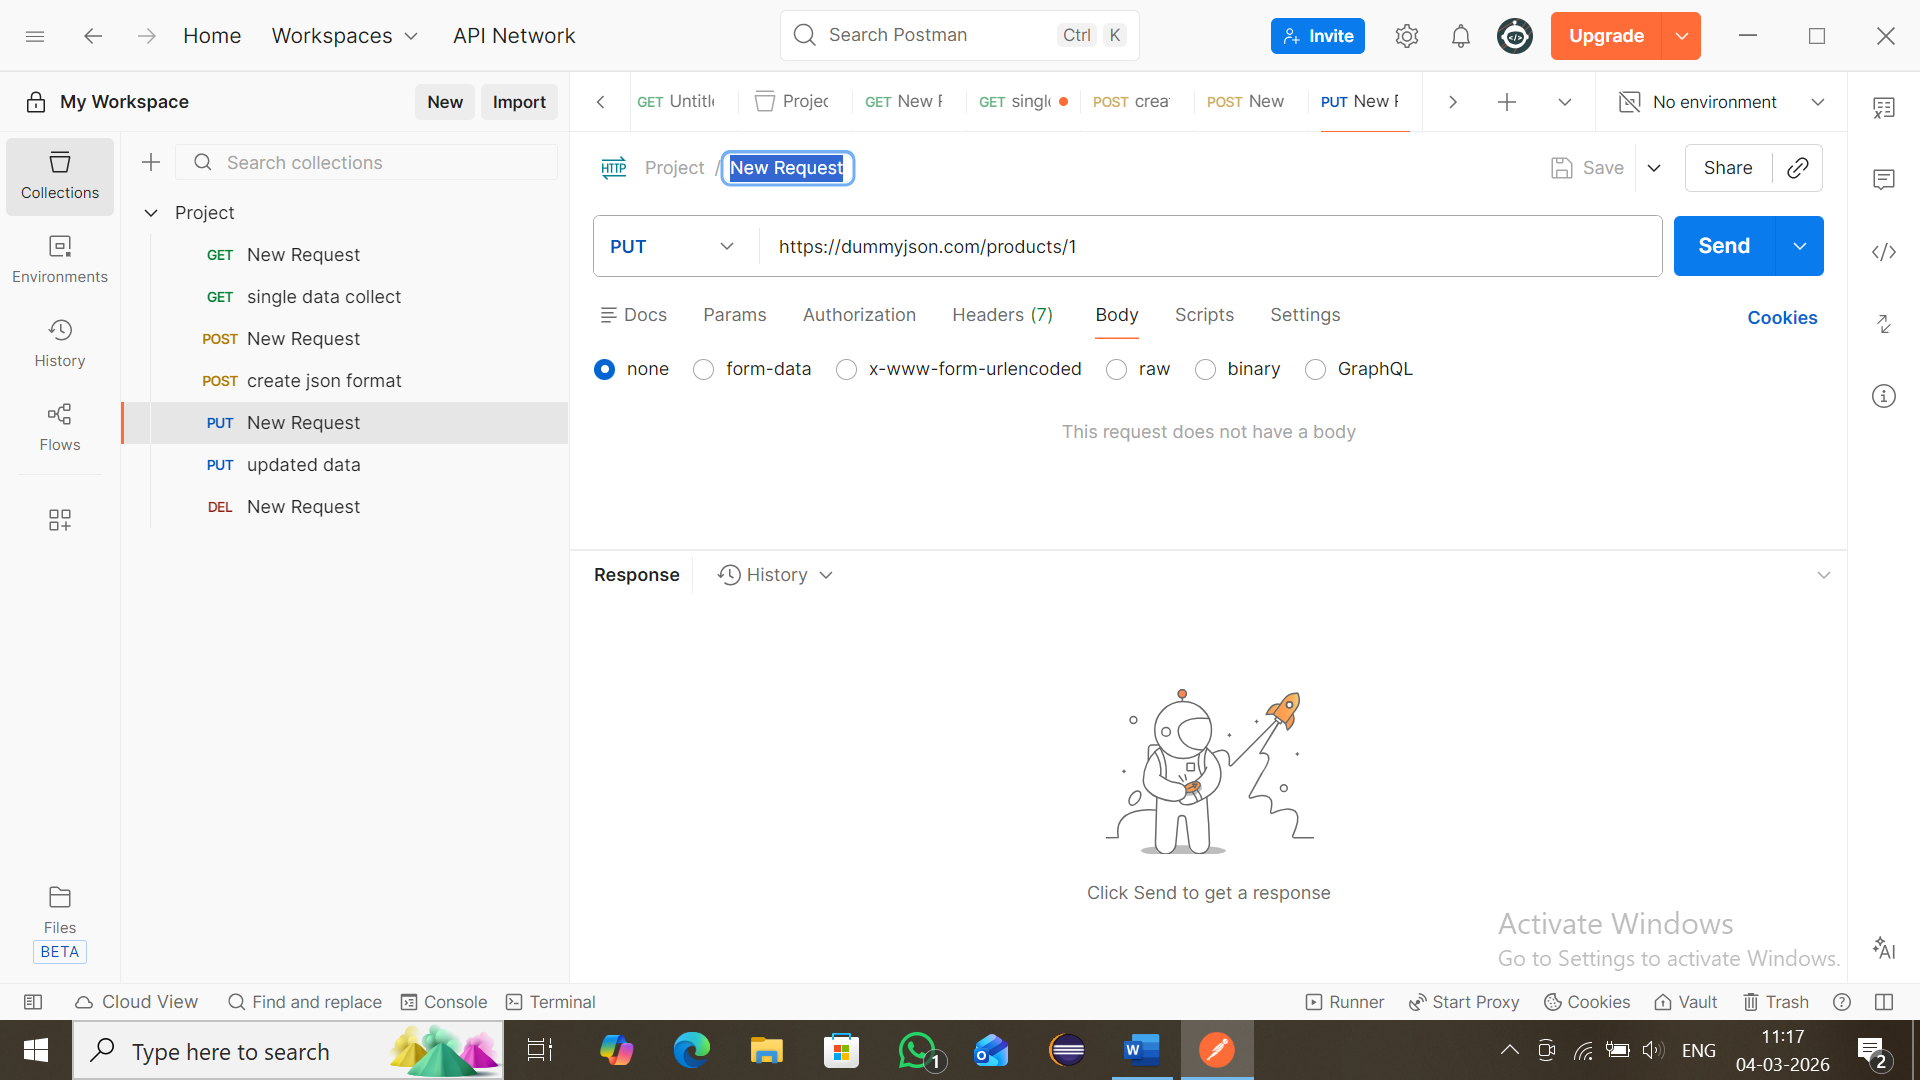 Home Workspaces API Network Search Postman Ctrl K Invite Upgrade
My Workspace New Import GET Untitl Projec GET New F GET singl POST crea POST New PUT New F No environment
Collections Search collections Project / New Request Save Share
Project
GET New Request
PUT https://dummyjson.com/products/1 Send
Environments
GET single data collect
Docs Params Authorization Headers (7) Body Scripts Settings Cookies
History
POST New Request
none form-data x-www-form-urlencoded raw binary GraphQL
POST create json format
Flows
PUT New Request
This request does not have a body
PUT updated data
DEL New Request
Response History
Click Send to get a response
Files
BETA
Activate Windows
Go to Settings to activate Windows.
AI
Cloud View Find and replace Console Terminal Runner Start Proxy Cookies Vault Trash
Type here to search 1 ENG 11:17
04-03-2026 2